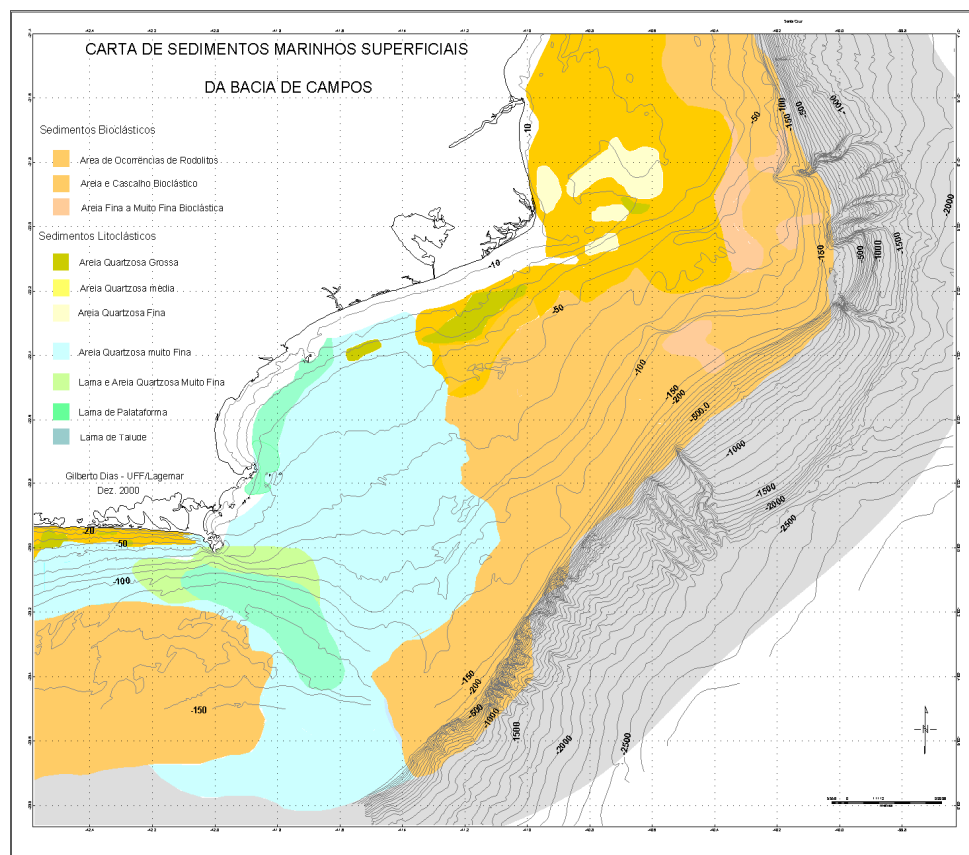 CARTA DE SEDIMENTOS MARINHOS SUPERFICIAIS
DA BACIA DE CAMPOS
Sedimentos Bioclásticos
Area de Ocorrências de Rodolitos
Areia e Cascalho Bioclástico
Areia Fina a Muito Fina Bioclástica
Sedimentos Litoclásticos
Areia Quartzosa Grossa
Areia Quartzosa média
Areia Quartzosa Fina
Areia Quartzosa muito Fina
Lama e Areia Quartzosa Muito Fina
Lama de Palataforma
Lama de Talude
Gilberto Dias - UFF/Lagemar
Dez. 2000
10
-50
100
-150
-500
-1000
-2000
-10
-150
-500
1000
-1500
-50
-100
-150
-200
-500.0
-1000
-1500
-2000
-2500
-20
-50
-100
-150
-150
-200
-500
-1000
1500
-2000
-2500
N